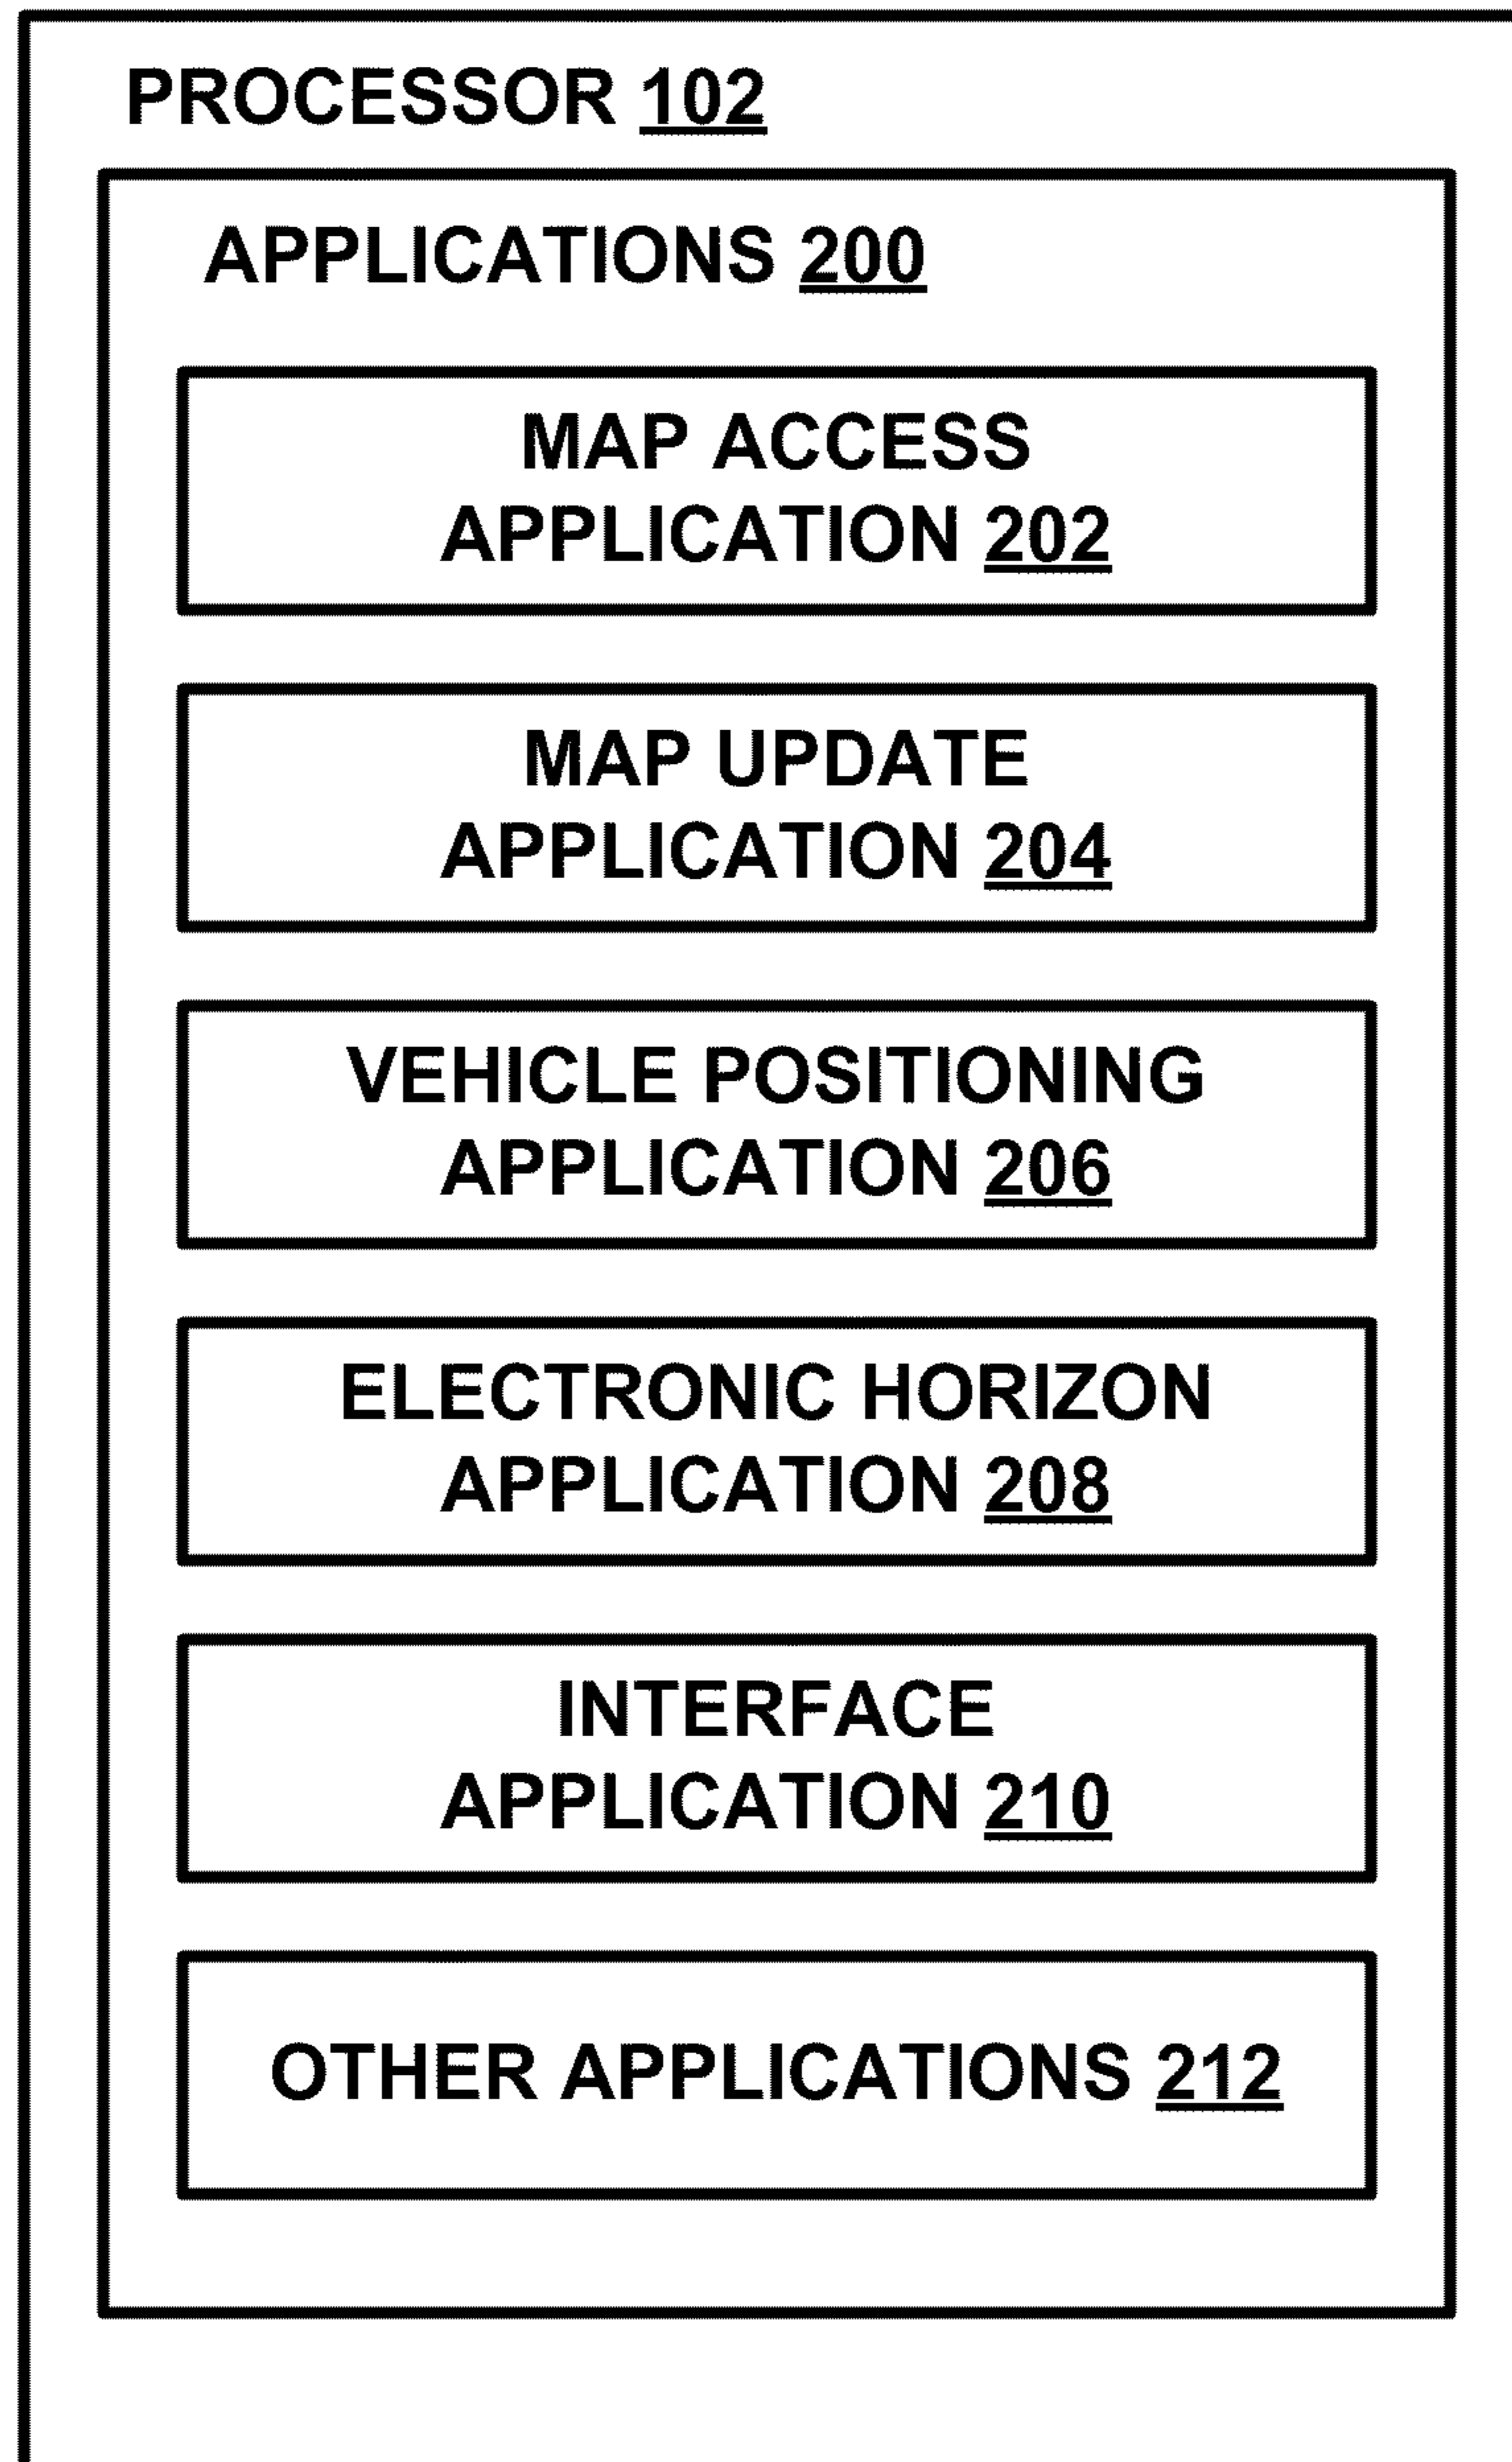 PROCESSOR 102
APPLICATIONS 200
MAP ACCESS
APPLICATION 202
MAP UPDATE
APPLICATION 204
VEHICLE POSITIONING
APPLICATION 206
ELECTRONIC HORIZON
APPLICATION 208
INTERFACE
APPLICATION 210
OTHER APPLICATIONS 212